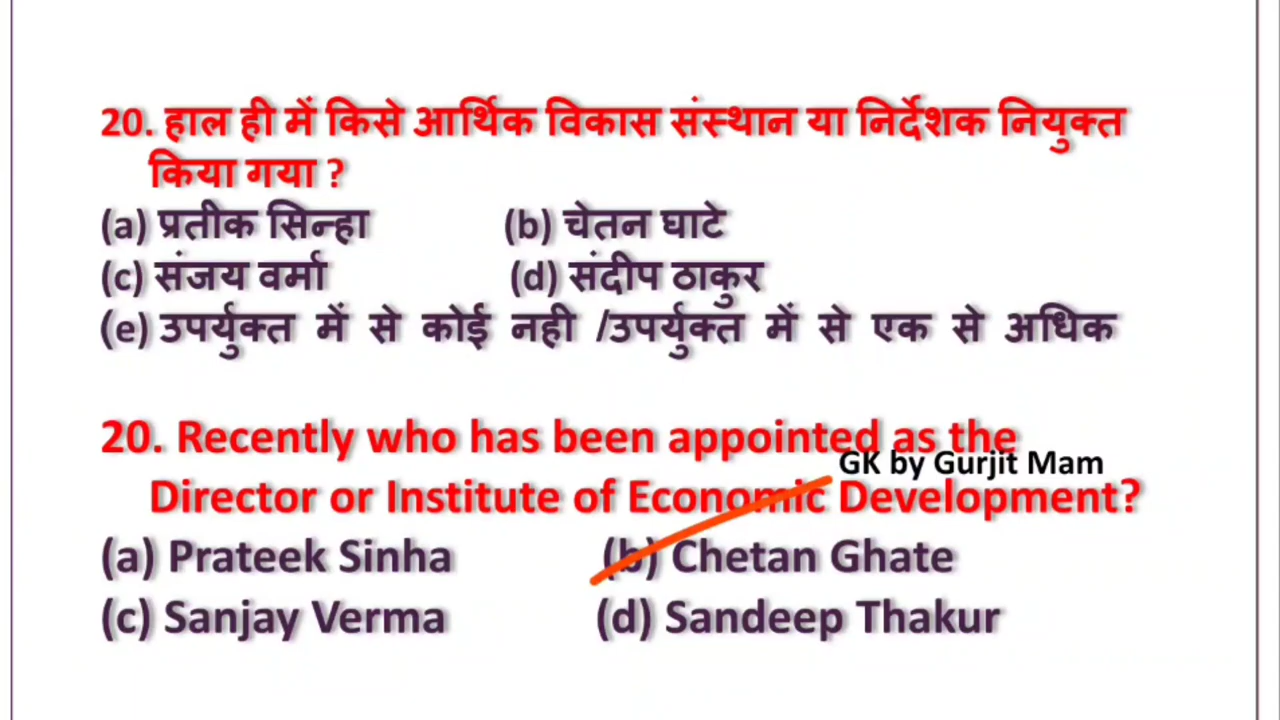 20. हाल ही में किसे आर्थिक विकास संस्थान या निर्देशक नियुक्त
किया गया ?
(a) प्रतीक सिन्हा (b) चेतन घाटे
(c) संजय वर्मा (d) संदीप ठाकुर
(e) उपर्युक्त में से कोई नही /उपर्युक्त में से एक से अधिक
20. Recently who has been appointed as the
GK by Gurjit Mam
Director or Institute of Economic Development?
(a) Prateek Sinha (b) Chetan Ghate
(c) Sanjay Verma (d) Sandeep Thakur